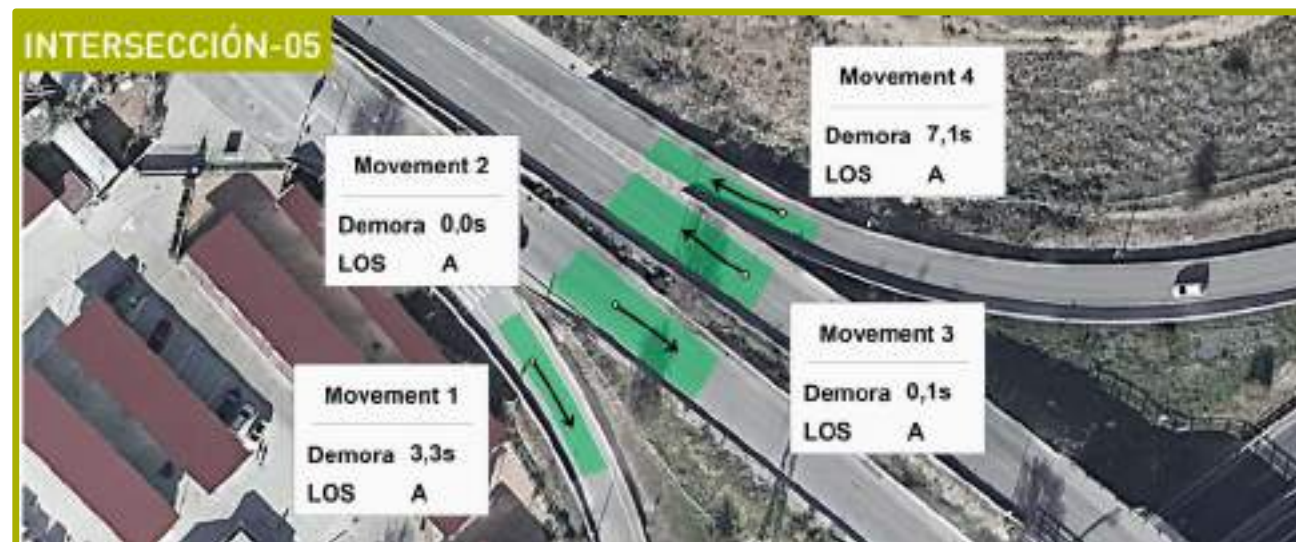 INTERSECCIÓN-05
Movement 4
Demora 7,1s
LOS A
Movement 2
Demora 0,0s
LOS A
Movement 3
Demora 0,1s
LOS A
Movement 1
Demora 3,3s
LOS A